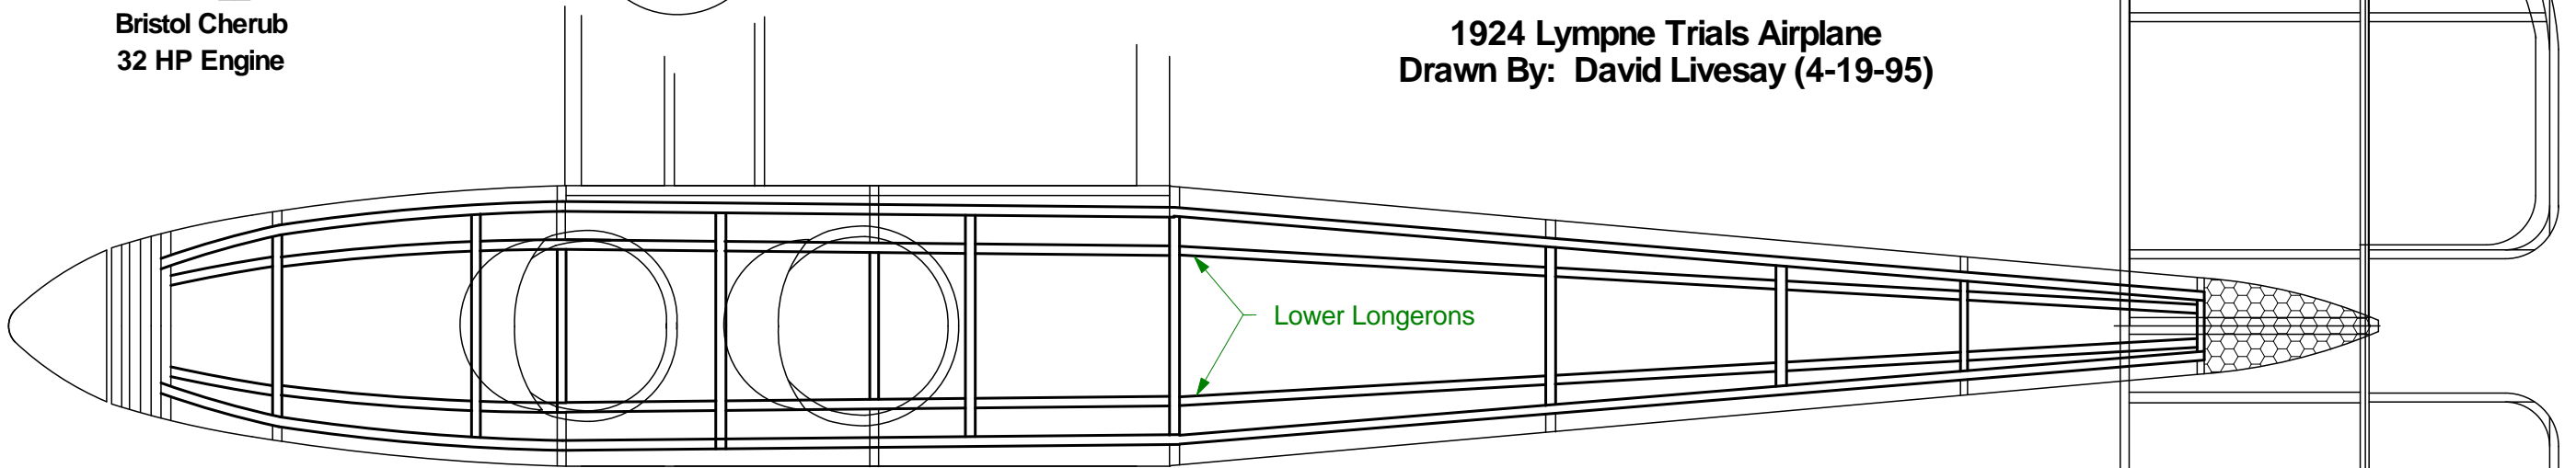 Bristol Cherub
32 HP Engine
1924 Lympne Trials Airplane
Drawn By: David Livesay (4-19-95)
Lower Longerons